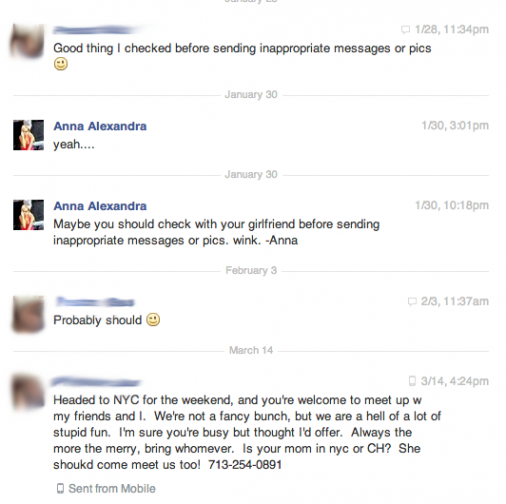 1/28, 11:34pm
Good thing I checked before sending inappropriate messages or pics
January 30
Anna Alexandra 1/30, 3:01pm
yeah....
January 30
Anna Alexandra 1/30, 10:18pm
Maybe you should check with your girlfriend before sending
inappropriate messages or pics. wink. -Anna
February 3
2/3, 11:37am
Probably should
March 14
3/14, 4:24pm
Headed to NYC for the weekend, and you're welcome to meet up w
my friends and I. We're not a fancy bunch, but we are a hell of a lot of
stupid fun. I'm sure you're busy but thought I'd offer. Always the
more the merry, bring whomever. Is your mom in nyc or CH? She
shoukd come meet us too! 713-254-0891
Sent from Mobile